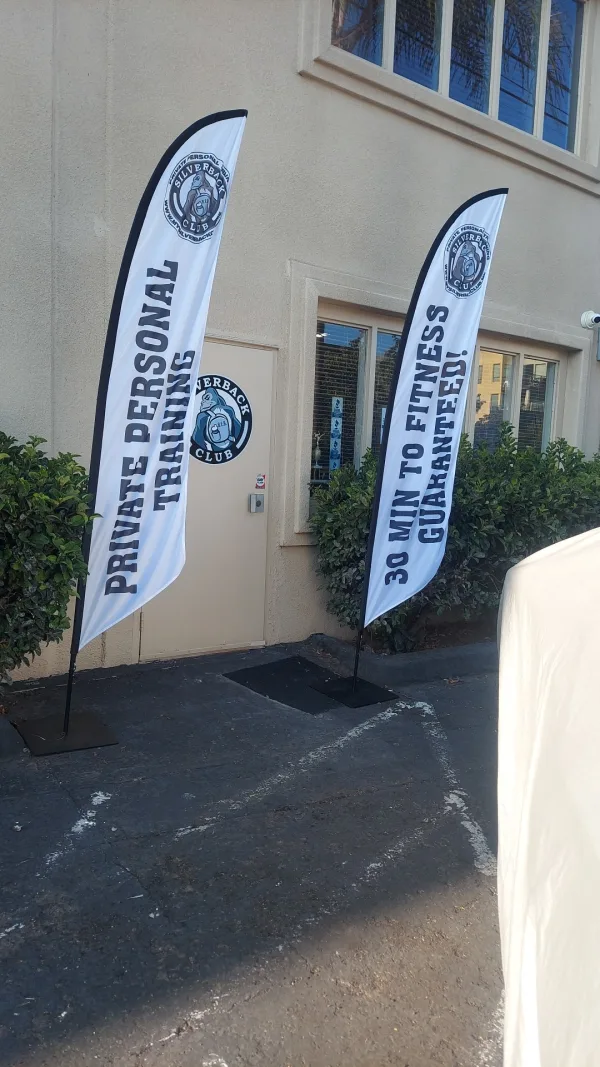 SILVERBACK
CLUB
PRIVATE PERSONAL
TRAINING
SILVERBACK
CLUB
SILVERBACK
CLUB
30 MIN TO FITNESS
GUARANTEED!